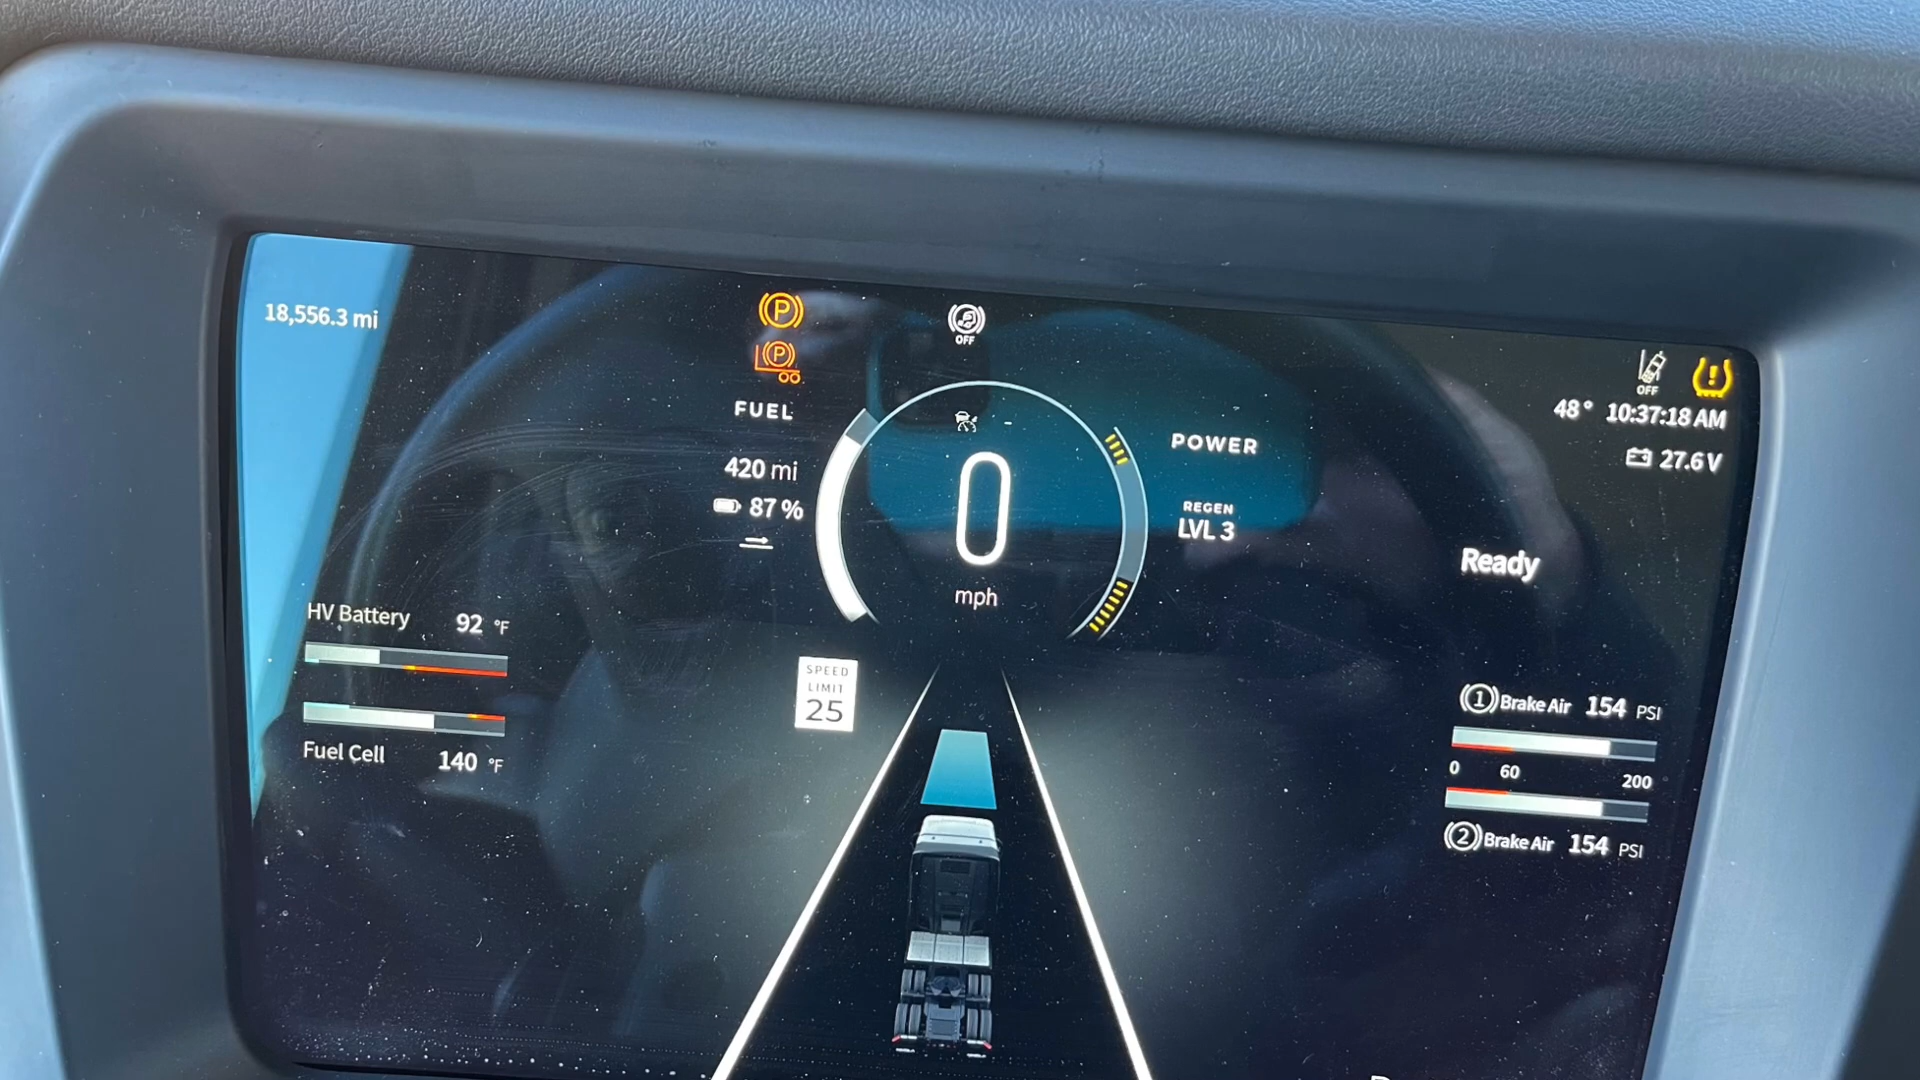 18,556.3 mi
P
P
OFF
OFF
!
48° 10:37:18 AM
27.6 V
FUEL
420 mi
87 %
0
mph
POWER
REGEN
LVL 3
Ready
HV Battery 92 °F
Fuel Cell 140 °F
SPEED
LIMIT
25
1 Brake Air 154 PSI
0 60 200
2 Brake Air 154 PSI